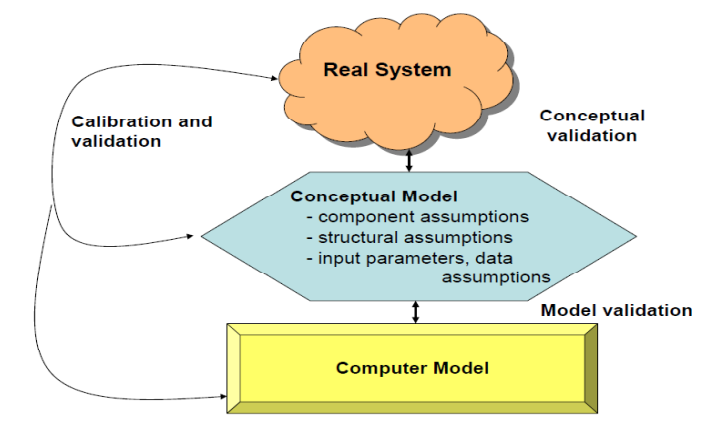 Real System
Calibration and
validation
Conceptual
validation
Conceptual Model
- component assumptions
- structural assumptions
- input parameters, data
assumptions
Model validation
Computer Model